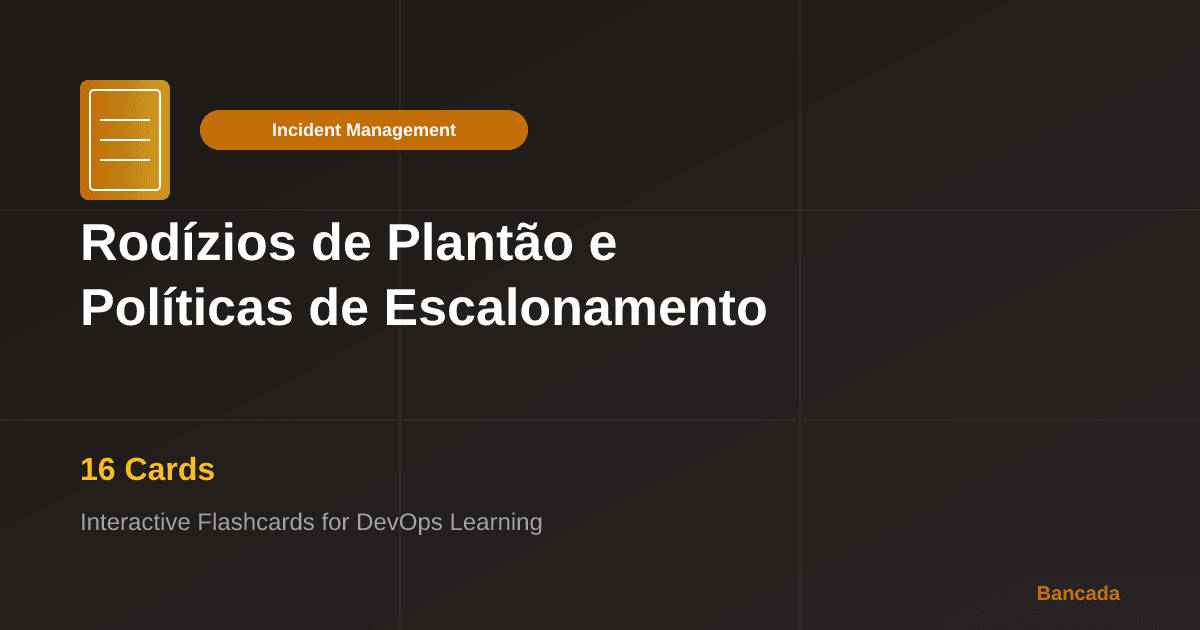 Incident Management
Rodízios de Plantão e
Políticas de Escalonamento
16 Cards
Interactive Flashcards for DevOps Learning
Bancada